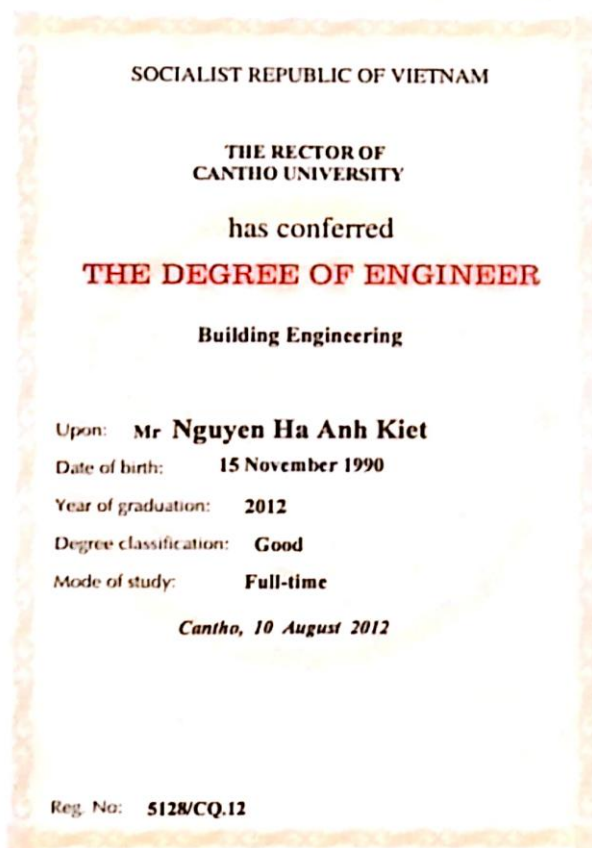 SOCIALIST REPUBLIC OF VIETNAM
THE RECTOR OF
CANTHO UNIVERSITY
has conferred
THE DEGREE OF ENGINEER
Building Engineering
Upon: Mr Nguyen Ha Anh Kiet
Date of birth: 15 November 1990
Year of graduation: 2012
Degree classification: Good
Mode of study: Full-time
Cantho, 10 August 2012
Reg. No: 5128/CQ.12